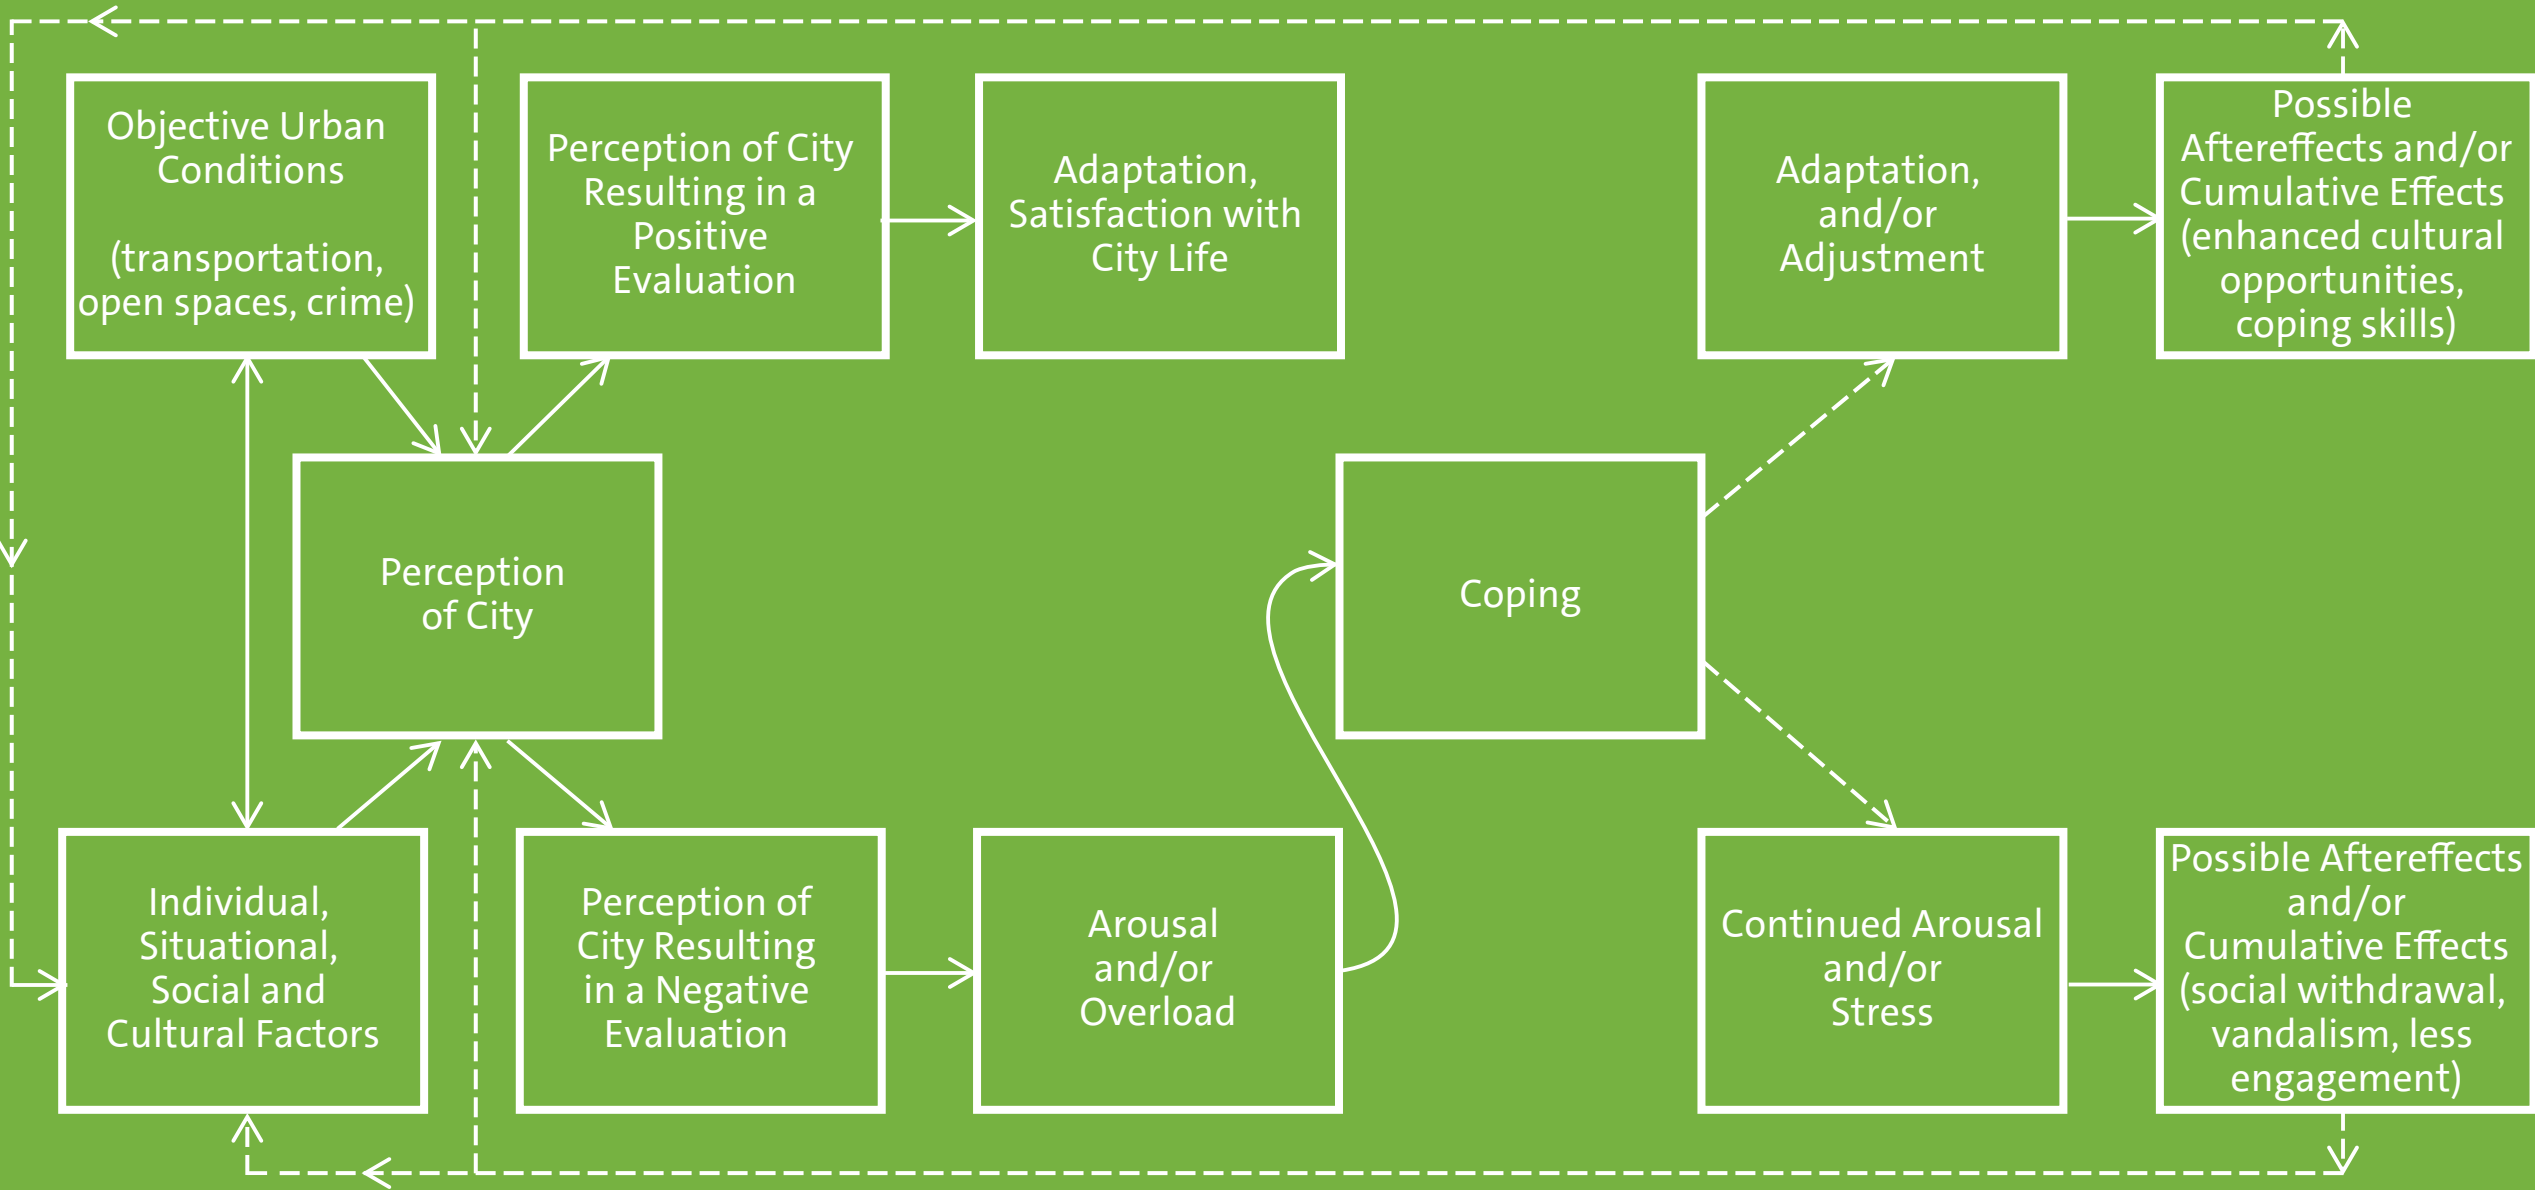 Objective Urban
Conditions
(transportation,
open spaces, crime)
Perception of City
Resulting in a
Positive
Evaluation
Adaptation,
Satisfaction with
City Life
Adaptation,
and/or
Adjustment
Possible
Aftereffects and/or
Cumulative Effects
(enhanced cultural
opportunities,
coping skills)
Perception
of City
Coping
Individual,
Situational,
Social and
Cultural Factors
Perception of
City Resulting
in a Negative
Evaluation
Arousal
and/or
Overload
Continued Arousal
and/or
Stress
Possible Aftereffects
and/or
Cumulative Effects
(social withdrawal,
vandalism, less
engagement)